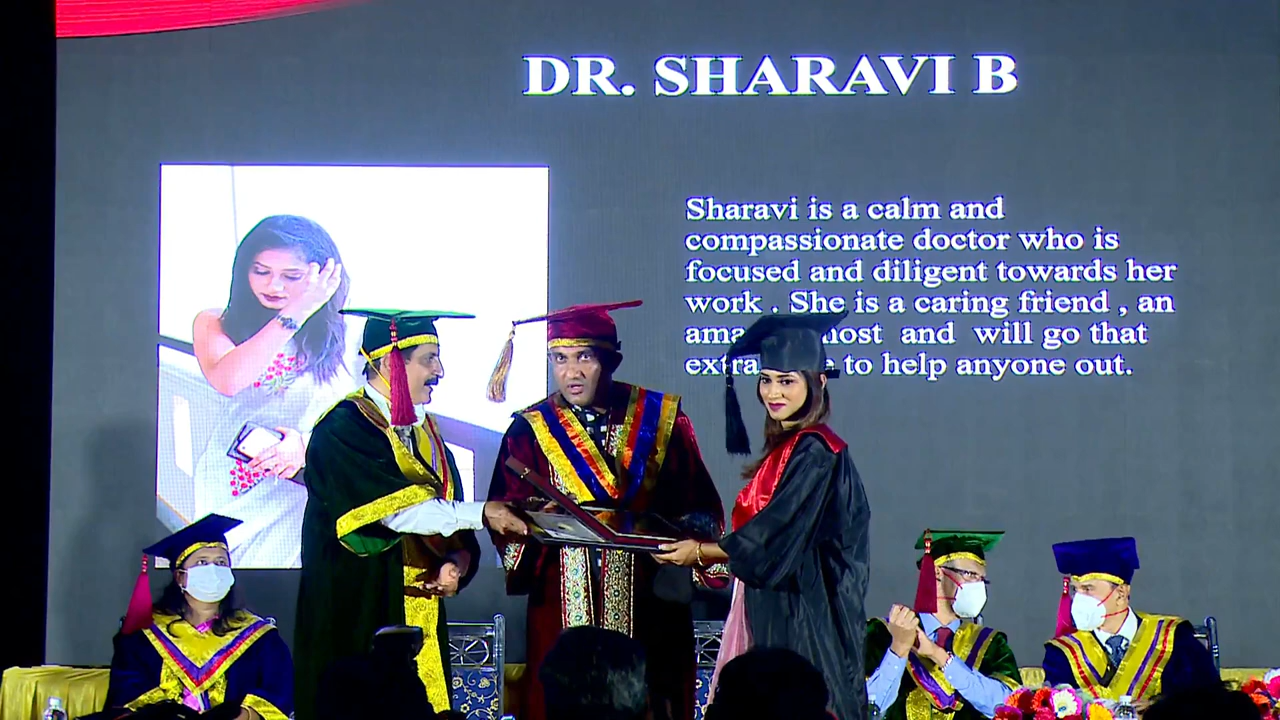 DR. SHARAVI B
Sharavi is a calm and
compassionate doctor who is
focused and diligent towards her
work . She is a caring friend , an
and will go that
to help anyone out.